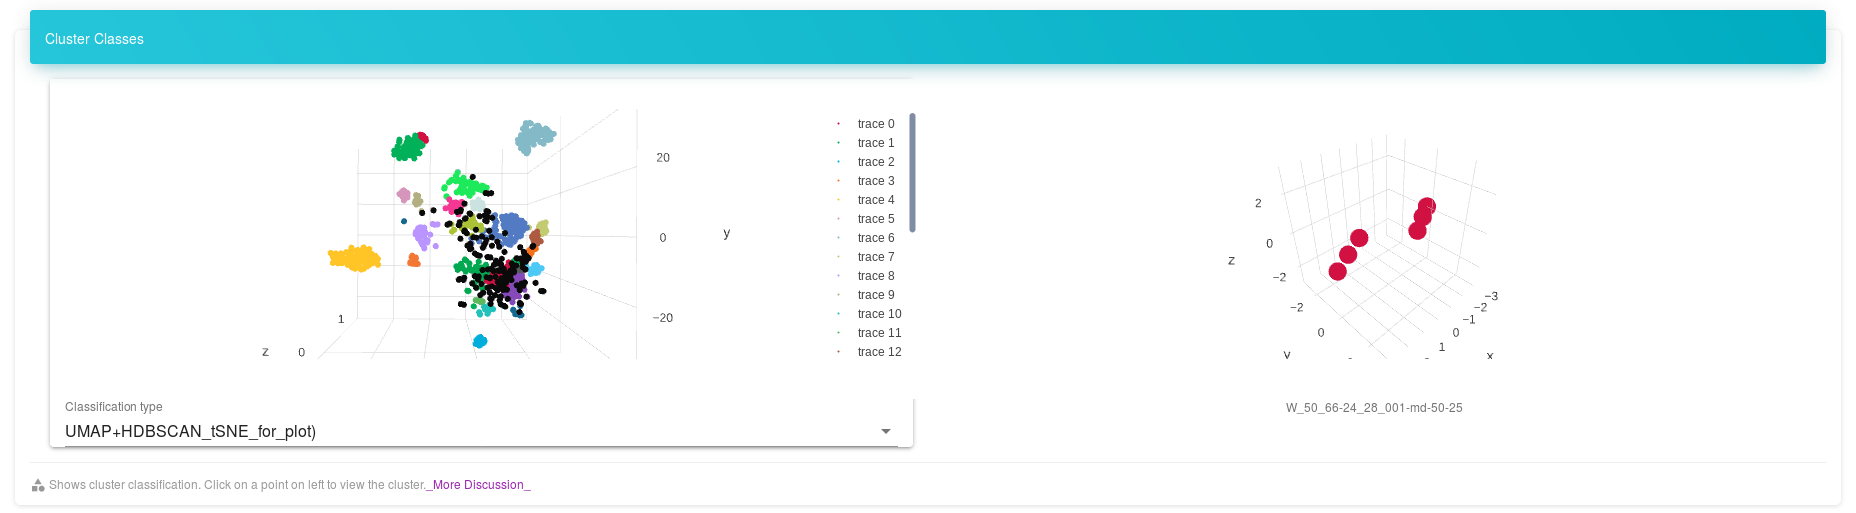 Cluster Classes
20
0
−20
y
1
z
0
trace 0
trace 1
trace 2
trace 3
trace 4
trace 5
trace 6
trace 7
trace 8
trace 9
trace 10
trace 11
trace 12
2
0
−2
z
−2
0
y
−3
−2
−1
0
1
x
W_50_66-24_28_001-md-50-25
Classification type
UMAP+HDBSCAN_tSNE_for_plot)
Shows cluster classification. Click on a point on left to view the cluster._More Discussion_